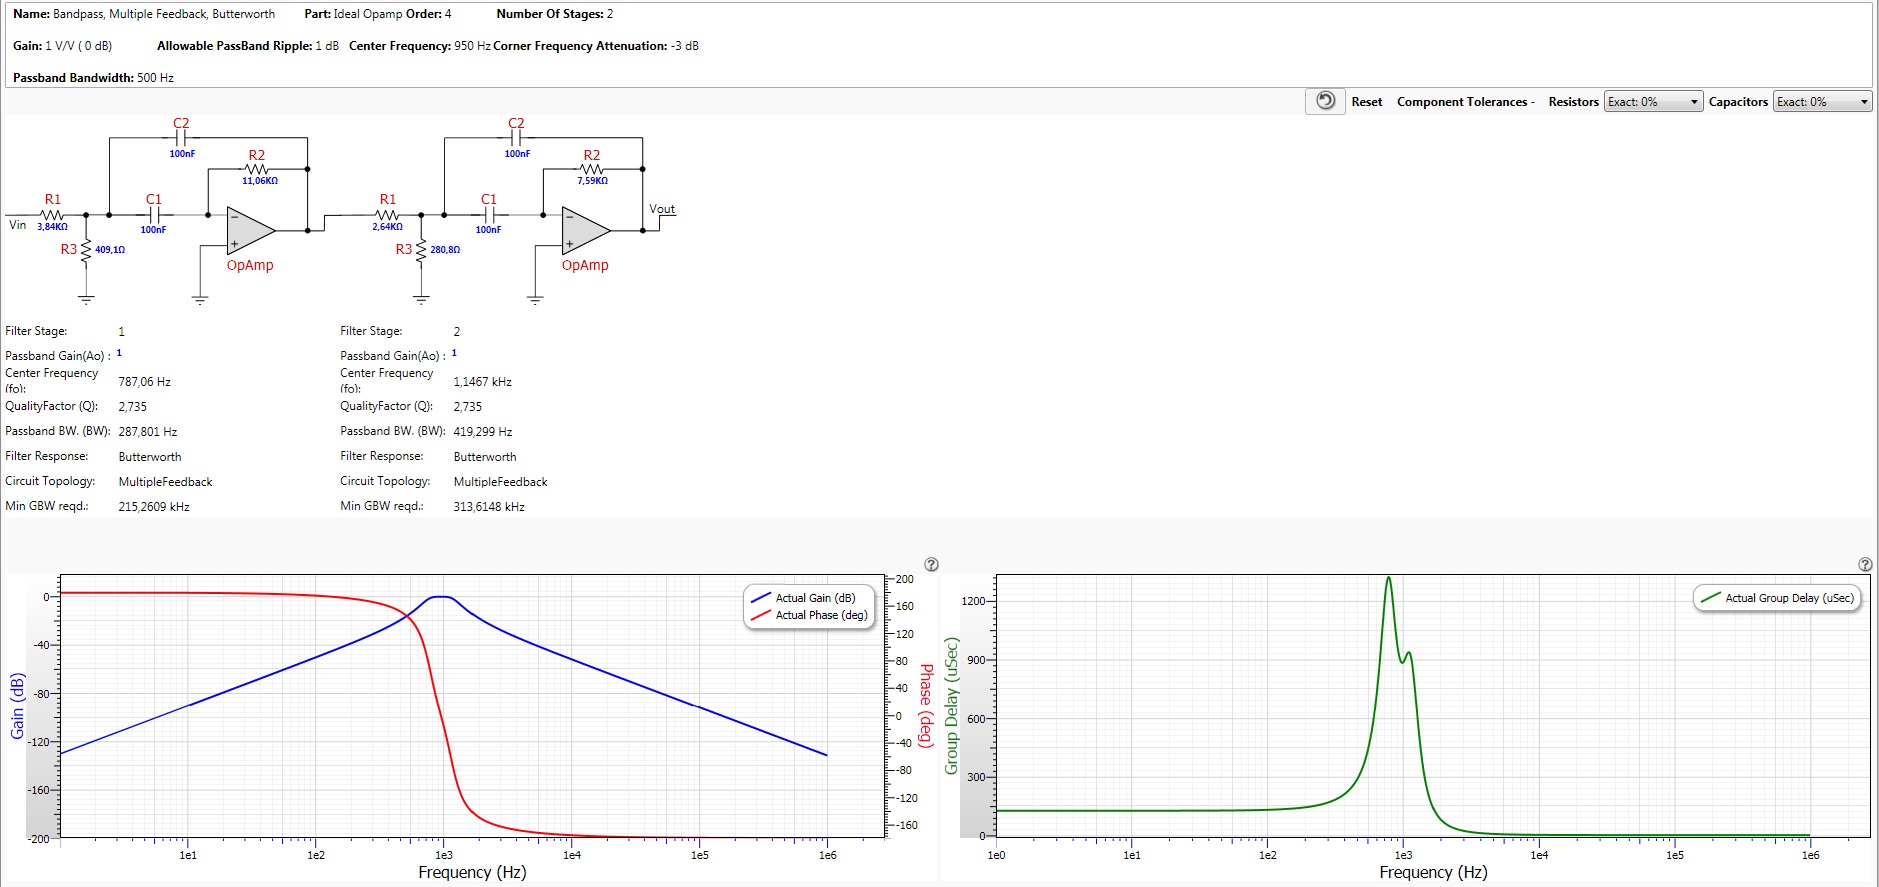 Name: Bandpass, Multiple Feedback, Butterworth Part: Ideal Opamp Order: 4 Number Of Stages: 2
Gain: 1 V/V ( 0 dB) Allowable PassBand Ripple: 1 dB Center Frequency: 950 Hz Corner Frequency Attenuation: -3 dB
Passband Bandwidth: 500 Hz
Reset Component Tolerances - Resistors Exact: 0% Capacitors Exact: 0%
C2 C2
100nF 100nF
R2 R2
11,06KΩ 7,59KΩ
R1 C1 R1 C1 Vout
Vin 3,84KΩ 100nF 2,64KΩ 100nF
R3 409,1Ω R3 280,8Ω
OpAmp OpAmp
Filter Stage: 1 Filter Stage: 2
Passband Gain(Ao) : 1 Passband Gain(Ao) : 1
Center Frequency (fo): 787,06 Hz Center Frequency (fo): 1,1467 kHz
QualityFactor (Q): 2,735 QualityFactor (Q): 2,735
Passband BW. (BW): 287,801 Hz Passband BW. (BW): 419,299 Hz
Filter Response: Butterworth Filter Response: Butterworth
Circuit Topology: MultipleFeedback Circuit Topology: MultipleFeedback
Min GBW reqd.: 215,2609 kHz Min GBW reqd.: 313,6148 kHz
Gain (dB)
0
-40
-80
-120
-160
-200
Actual Gain (dB)
Actual Phase (deg)
200
160
120
80
40
0
-40
-80
-120
-160
Phase (deg)
1e1 1e2 1e3 1e4 1e5 1e6
Frequency (Hz)
Group Delay (uSec)
1200
900
600
300
0
Actual Group Delay (uSec)
1e0 1e1 1e2 1e3 1e4 1e5 1e6
Frequency (Hz)